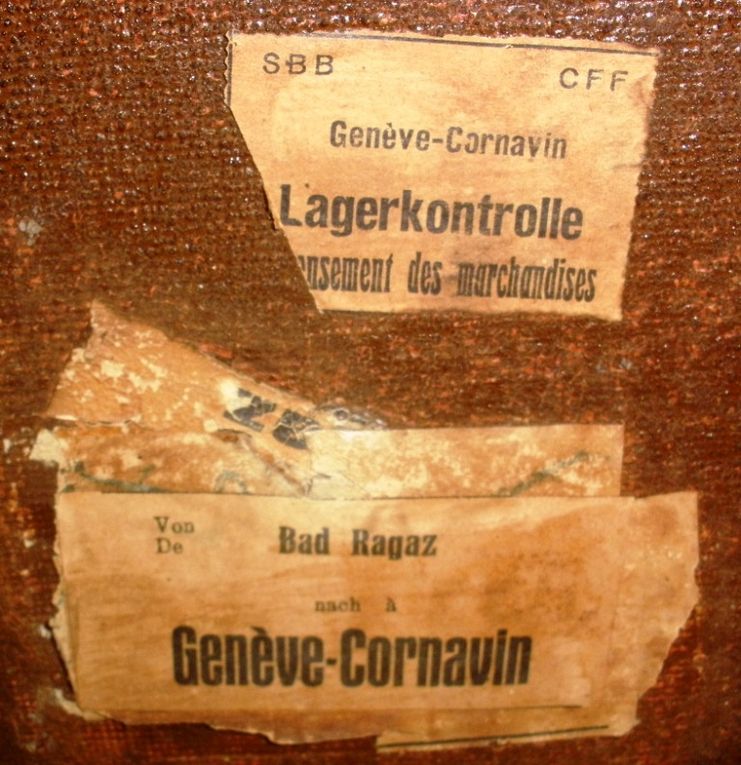 SBB CFF
Genève-Cornavin
Lagerkontrolle
ensement des marchandises
Von
De
Bad Ragaz
nach à
Genève-Cornavin